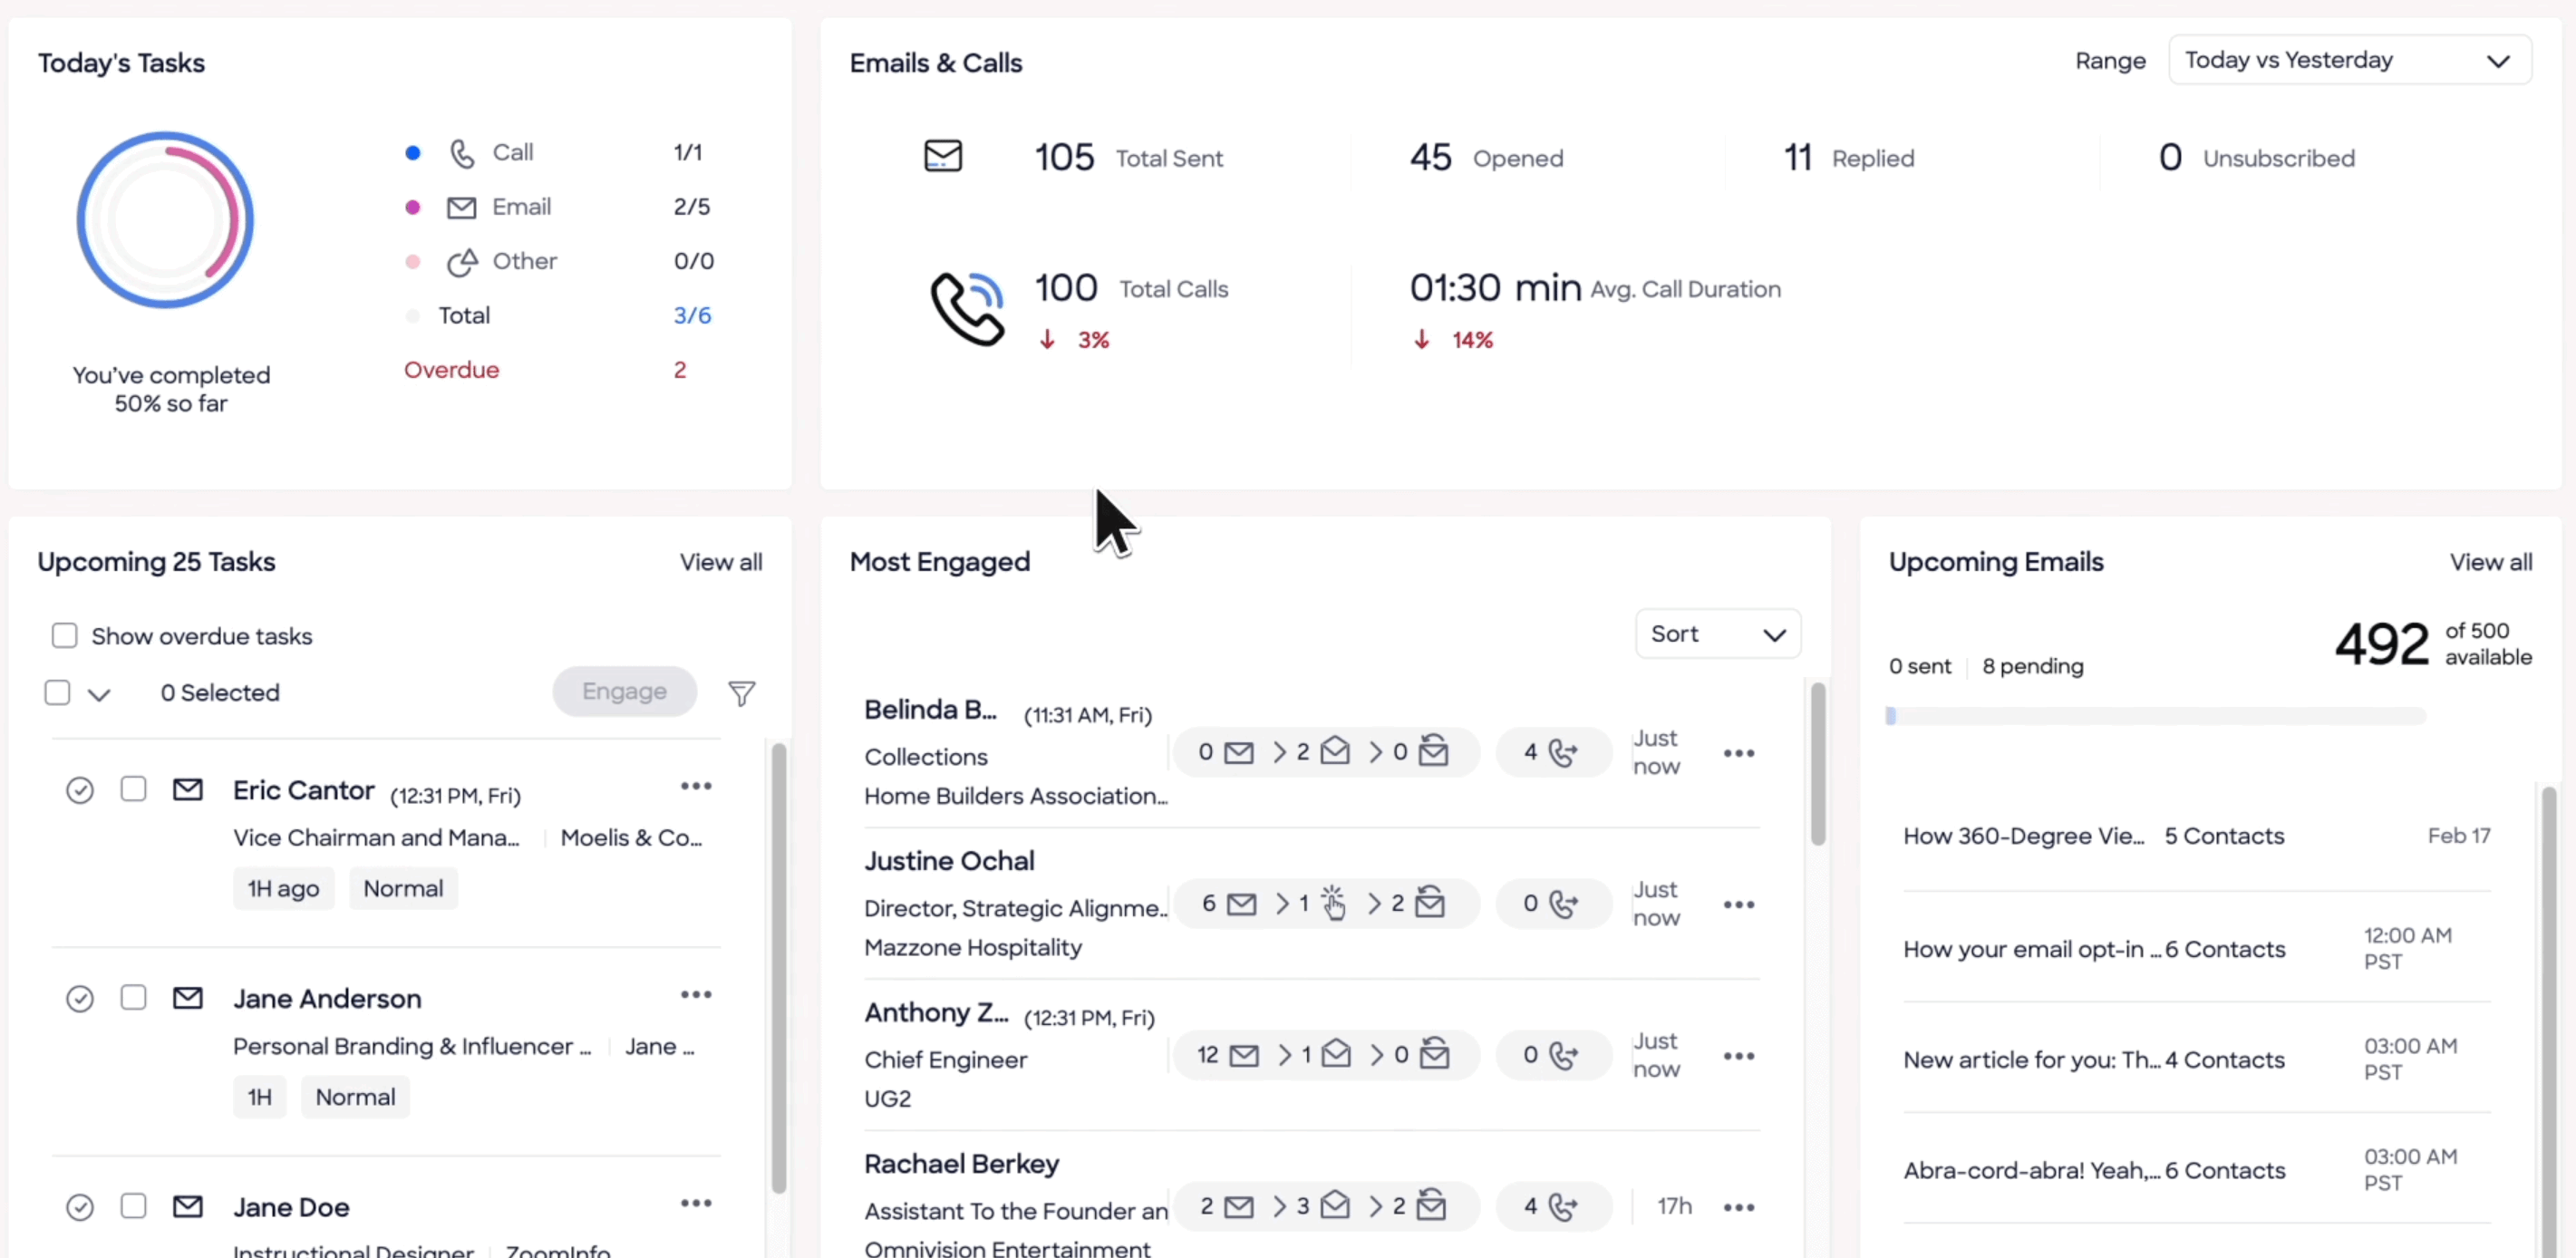 Today's Tasks
Call 1/1
Email 2/5
Other 0/0
Total 3/6
Overdue 2
You've completed
50% so far
Emails & Calls
Range Today vs Yesterday
105 Total Sent 45 Opened 11 Replied 0 Unsubscribed
100 Total Calls 01:30 min Avg. Call Duration
3% 14%
Upcoming 25 Tasks View all
Show overdue tasks
0 Selected Engage
Eric Cantor (12:31 PM, Fri)
Vice Chairman and Mana... Moelis & Co...
1H ago Normal
Jane Anderson
Personal Branding & Influencer ... Jane ...
1H Normal
Jane Doe
Instructional Designer ZoomInfo
Most Engaged
Sort
Belinda B... (11:31 AM, Fri)
Collections
Home Builders Association...
0 > 2 > 0 4 Just
now
Justine Ochal
Director, Strategic Alignme..
Mazzone Hospitality
6 > 1 > 2 0 Just
now
Anthony Z... (12:31 PM, Fri)
Chief Engineer
UG2
12 > 1 > 0 0 Just
now
Rachael Berkey
Assistant To the Founder an
Omnivision Entertainment
2 > 3 > 2 4 17h
Upcoming Emails View all
0 sent 8 pending
492 of 500
available
How 360-Degree Vie... 5 Contacts Feb 17
How your email opt-in ... 6 Contacts 12:00 AM
PST
New article for you: Th... 4 Contacts 03:00 AM
PST
Abra-cord-abra! Yeah,... 6 Contacts 03:00 AM
PST